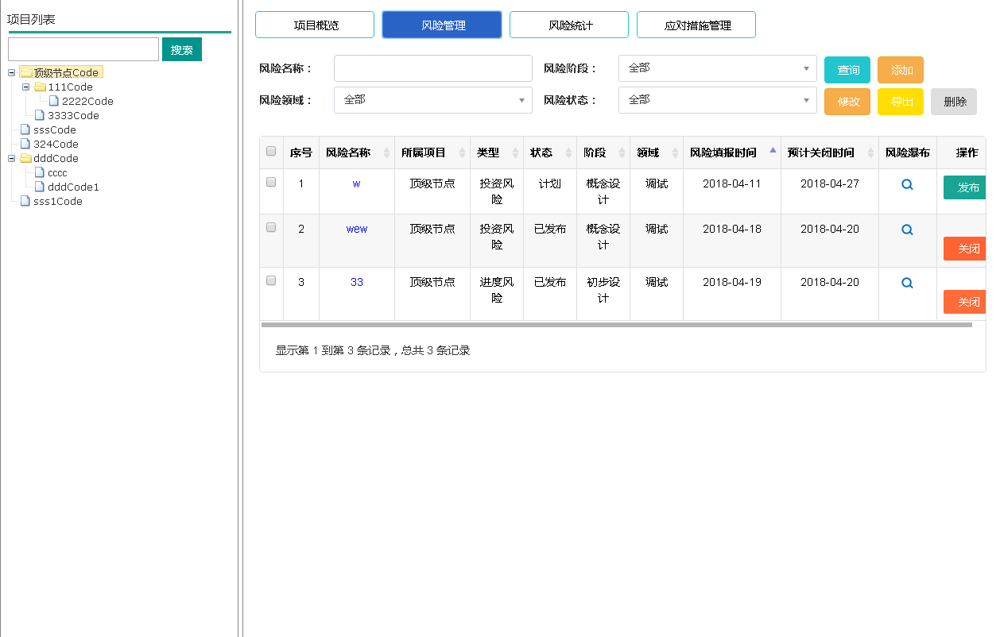 项目列表
搜索
顶级节点Code
111Code
2222Code
3333Code
sssCode
324Code
dddCode
cccc
dddCode1
sss1Code
项目概览 风险管理 风险统计 应对措施管理
风险名称： 风险阶段： 全部 查询 添加
风险领域： 全部 风险状态： 全部 修改 导出 删除
序号 风险名称 所属项目 类型 状态 阶段 领域 风险填报时间 预计关闭时间 风险瀑布 操作
1 w 顶级节点 投资风险 计划 概念设计 调试 2018-04-11 2018-04-27 发布
2 wew 顶级节点 投资风险 已发布 概念设计 调试 2018-04-18 2018-04-20 关闭
3 33 顶级节点 进度风险 已发布 初步设计 调试 2018-04-19 2018-04-20 关闭
显示第 1 到第 3 条记录，总共 3 条记录